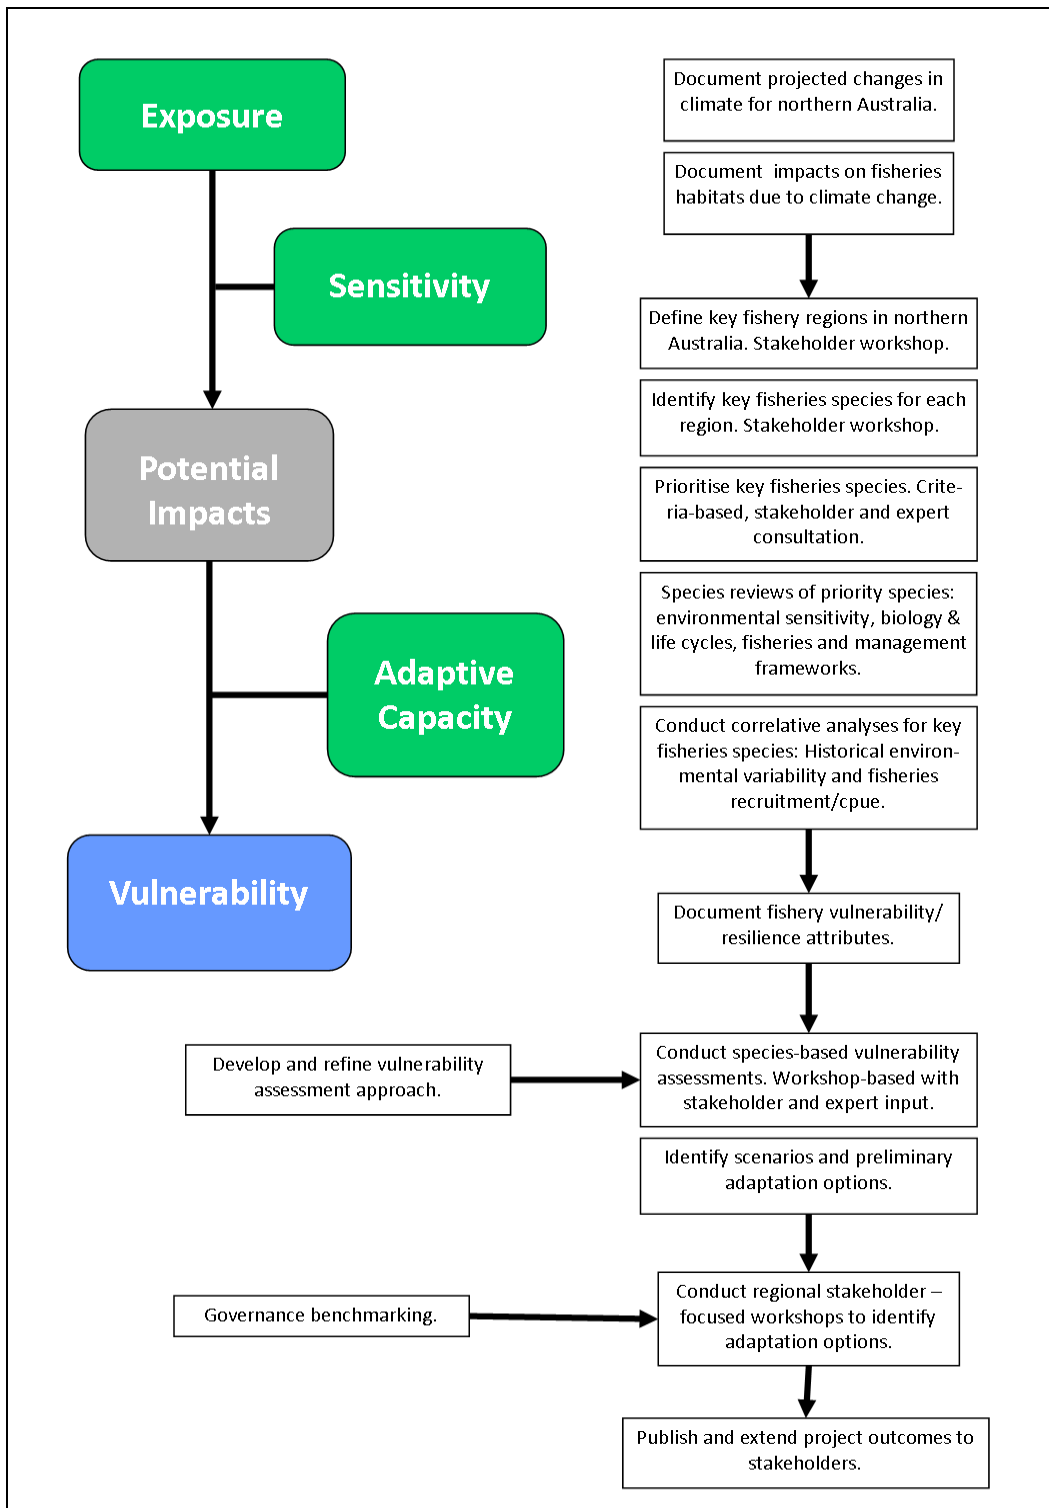 Exposure
Sensitivity
Potential
Impacts
Adaptive
Capacity
Vulnerability
Document projected changes in
climate for northern Australia.
Document  impacts on fisheries
habitats due to climate change.
Define key fishery regions in northern
Australia. Stakeholder workshop.
Identify key fisheries species for each
region. Stakeholder workshop.
Prioritise key fisheries species. Crite-
ria-based, stakeholder and expert
consultation.
Species reviews of priority species:
environmental sensitivity, biology &
life cycles, fisheries and management
frameworks.
Conduct correlative analyses for key
fisheries species: Historical environ-
mental variability and fisheries
recruitment/cpue.
Document fishery vulnerability/
resilience attributes.
Develop and refine vulnerability
assessment approach.
Conduct species-based vulnerability
assessments. Workshop-based with
stakeholder and expert input.
Identify scenarios and preliminary
adaptation options.
Governance benchmarking.
Conduct regional stakeholder –
focused workshops to identify
adaptation options.
Publish and extend project outcomes to
stakeholders.